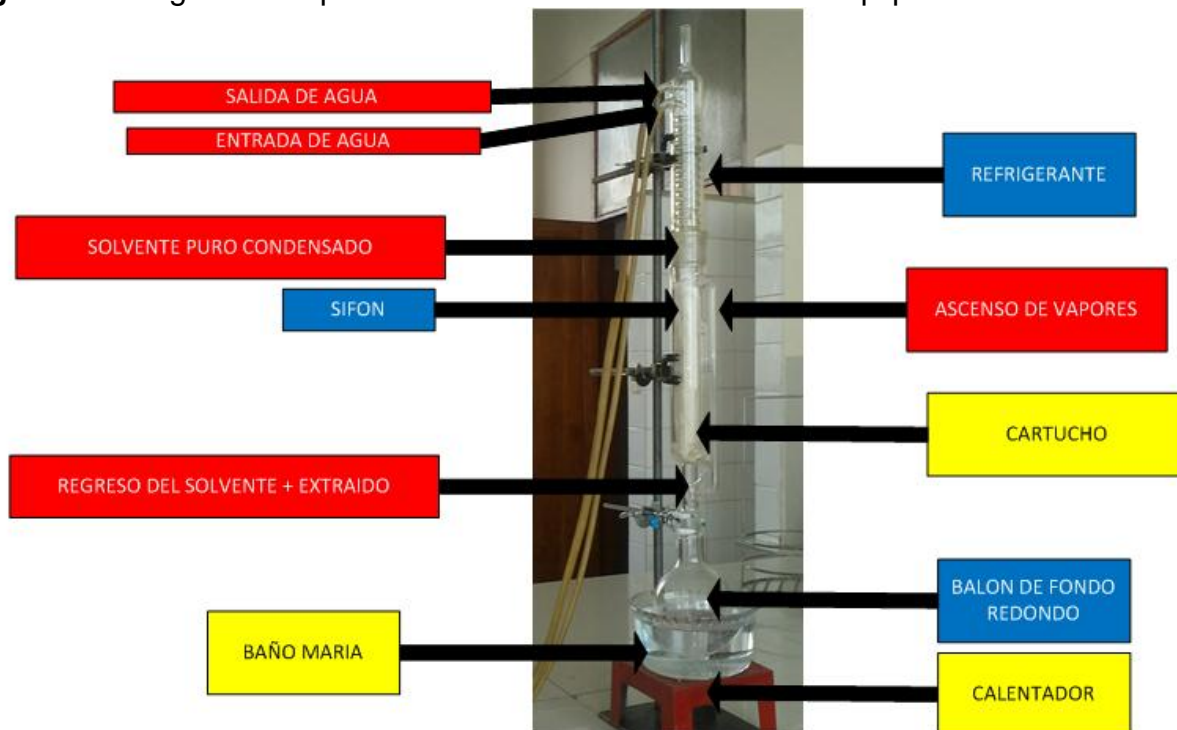 SALIDA DE AGUA
ENTRADA DE AGUA
REFRIGERANTE
SOLVENTE PURO CONDENSADO
SIFON
ASCENSO DE VAPORES
CARTUCHO
REGRESO DEL SOLVENTE + EXTRAIDO
BALON DE FONDO
REDONDO
BAÑO MARIA
CALENTADOR